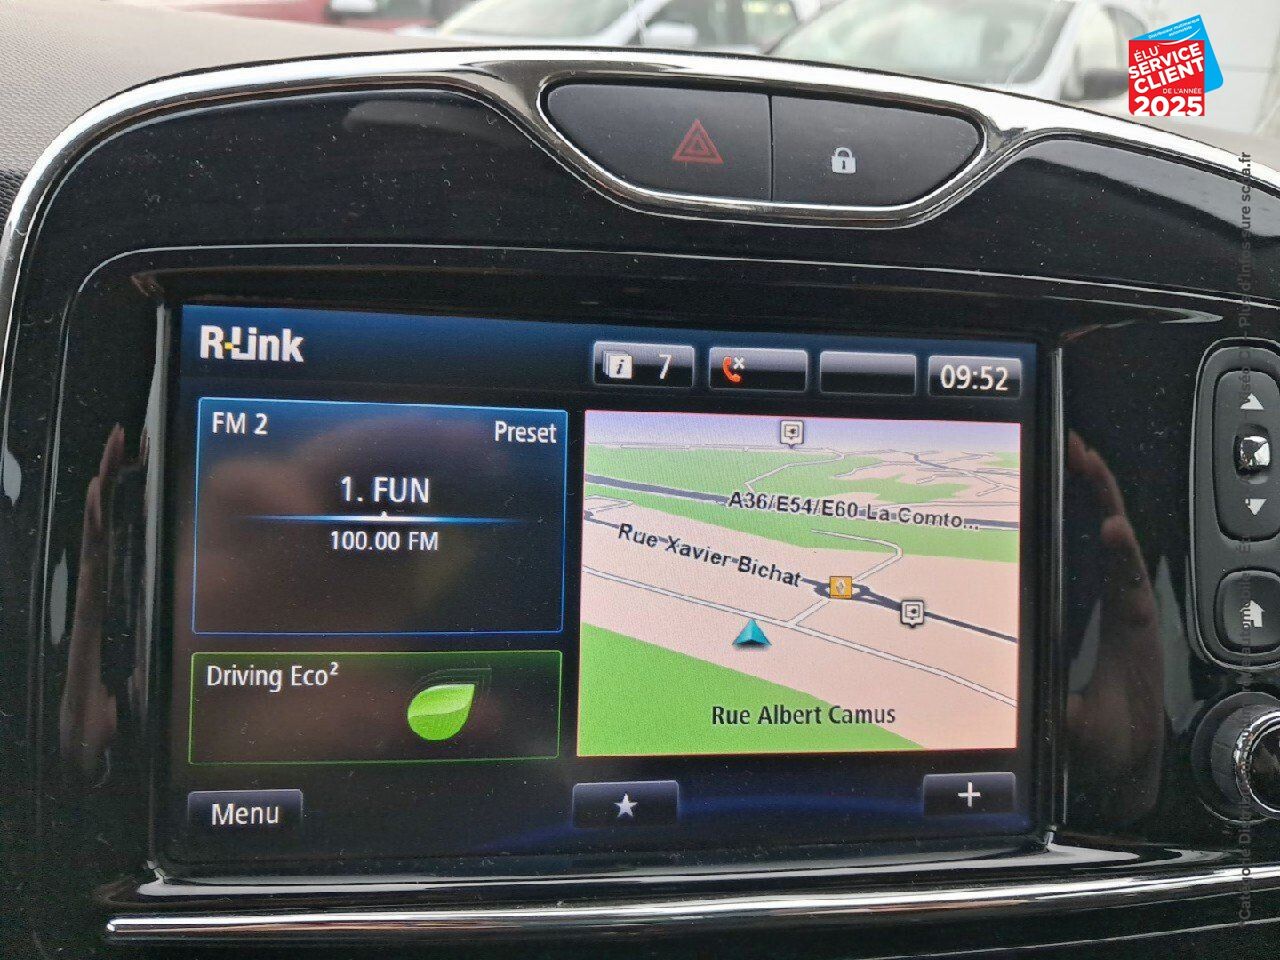 ÉLU
SERVICE
CLIENT
DE L'ANNÉE
2025
R-Link
7
09:52
FM 2
Preset
1. FUN
100.00 FM
A36/E54/E60 La Comto...
Rue Xavier Bichat
Driving Eco²
Rue Albert Camus
Menu